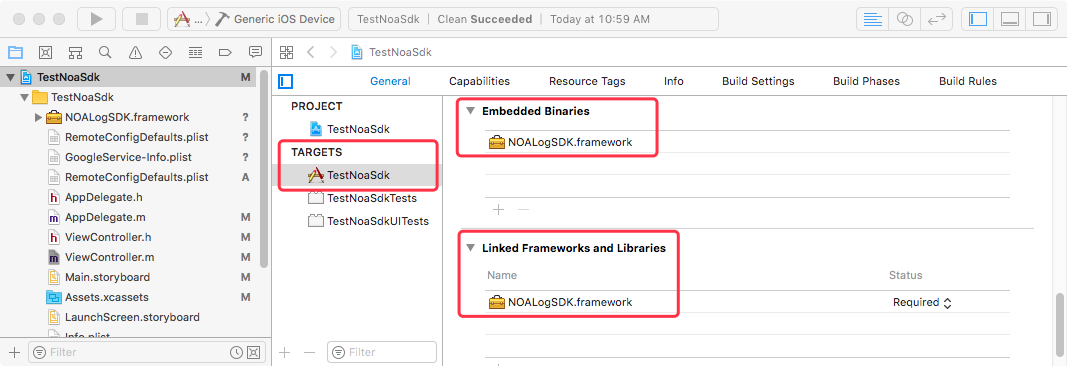 ... Generic iOS Device
TestNoaSdk | Clean Succeeded | Today at 10:59 AM
TestNoaSdk M
TestNoaSdk
NOALogSDK.framework ?
RemoteConfigDefaults.plist ?
GoogleService-Info.plist ?
RemoteConfigDefaults.plist A
AppDelegate.h
AppDelegate.m M
ViewController.h M
ViewController.m M
Main.storyboard M
Assets.xcassets M
LaunchScreen.storyboard
Info.plist
Filter
TestNoaSdk
General Capabilities Resource Tags Info Build Settings Build Phases Build Rules
PROJECT
TestNoaSdk
TARGETS
TestNoaSdk
TestNoaSdkTests
TestNoaSdkUITests
Filter
Embedded Binaries
NOALogSDK.framework
Linked Frameworks and Libraries
Name Status
NOALogSDK.framework Required